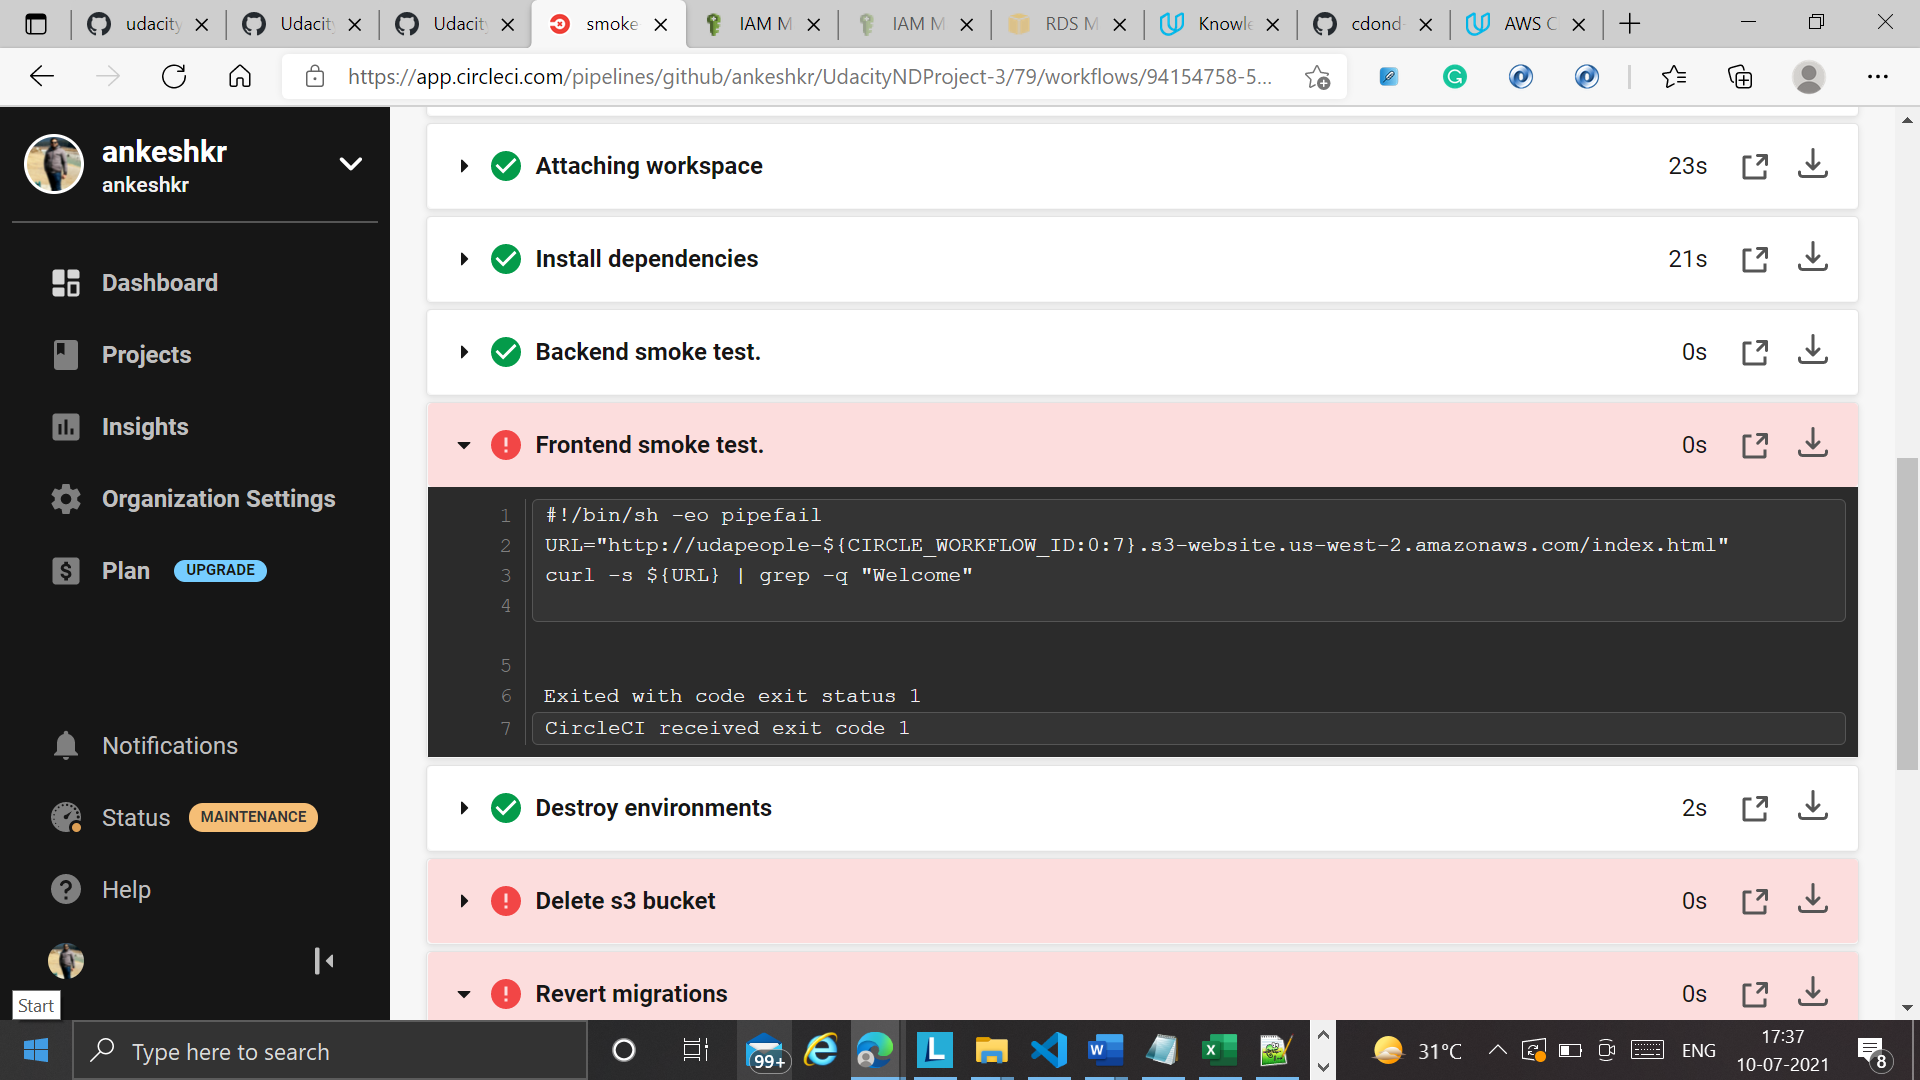 udacity
Udacit
Udacit
smoke
IAM M
IAM M
RDS M
Knowle
cdond-
AWS C
https://app.circleci.com/pipelines/github/ankeshkr/UdacityNDProject-3/79/workflows/94154758-5...
ankeshkr
ankeshkr
Dashboard
Projects
Insights
Organization Settings
Plan UPGRADE
Notifications
Status MAINTENANCE
Help
Start
Attaching workspace 23s
Install dependencies 21s
Backend smoke test. 0s
Frontend smoke test. 0s
1 #!/bin/sh -eo pipefail
2 URL="http://udapeople-${CIRCLE_WORKFLOW_ID:0:7}.s3-website.us-west-2.amazonaws.com/index.html"
3 curl -s ${URL} | grep -q "Welcome"
4
5
6 Exited with code exit status 1
7 CircleCI received exit code 1
Destroy environments 2s
Delete s3 bucket 0s
Revert migrations 0s
Type here to search
99+
31°C
ENG
17:37
10-07-2021
8